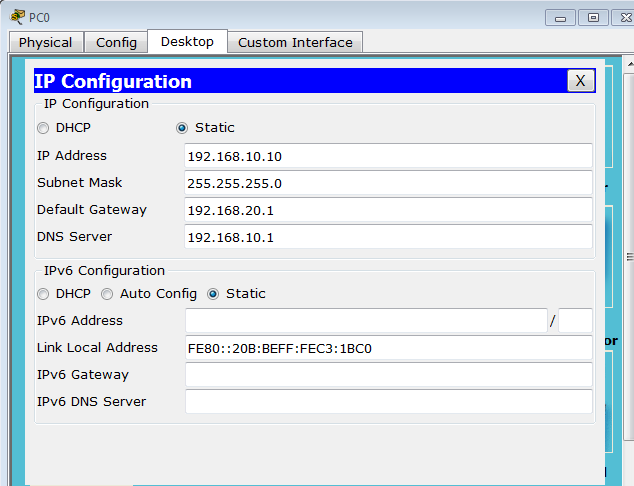 PC0
Physical Config Desktop Custom Interface
IP Configuration X
IP Configuration
DHCP Static
IP Address 192.168.10.10
Subnet Mask 255.255.255.0
Default Gateway 192.168.20.1
DNS Server 192.168.10.1
IPv6 Configuration
DHCP Auto Config Static
IPv6 Address /
Link Local Address FE80::20B:BEFF:FEC3:1BC0
IPv6 Gateway
IPv6 DNS Server
or